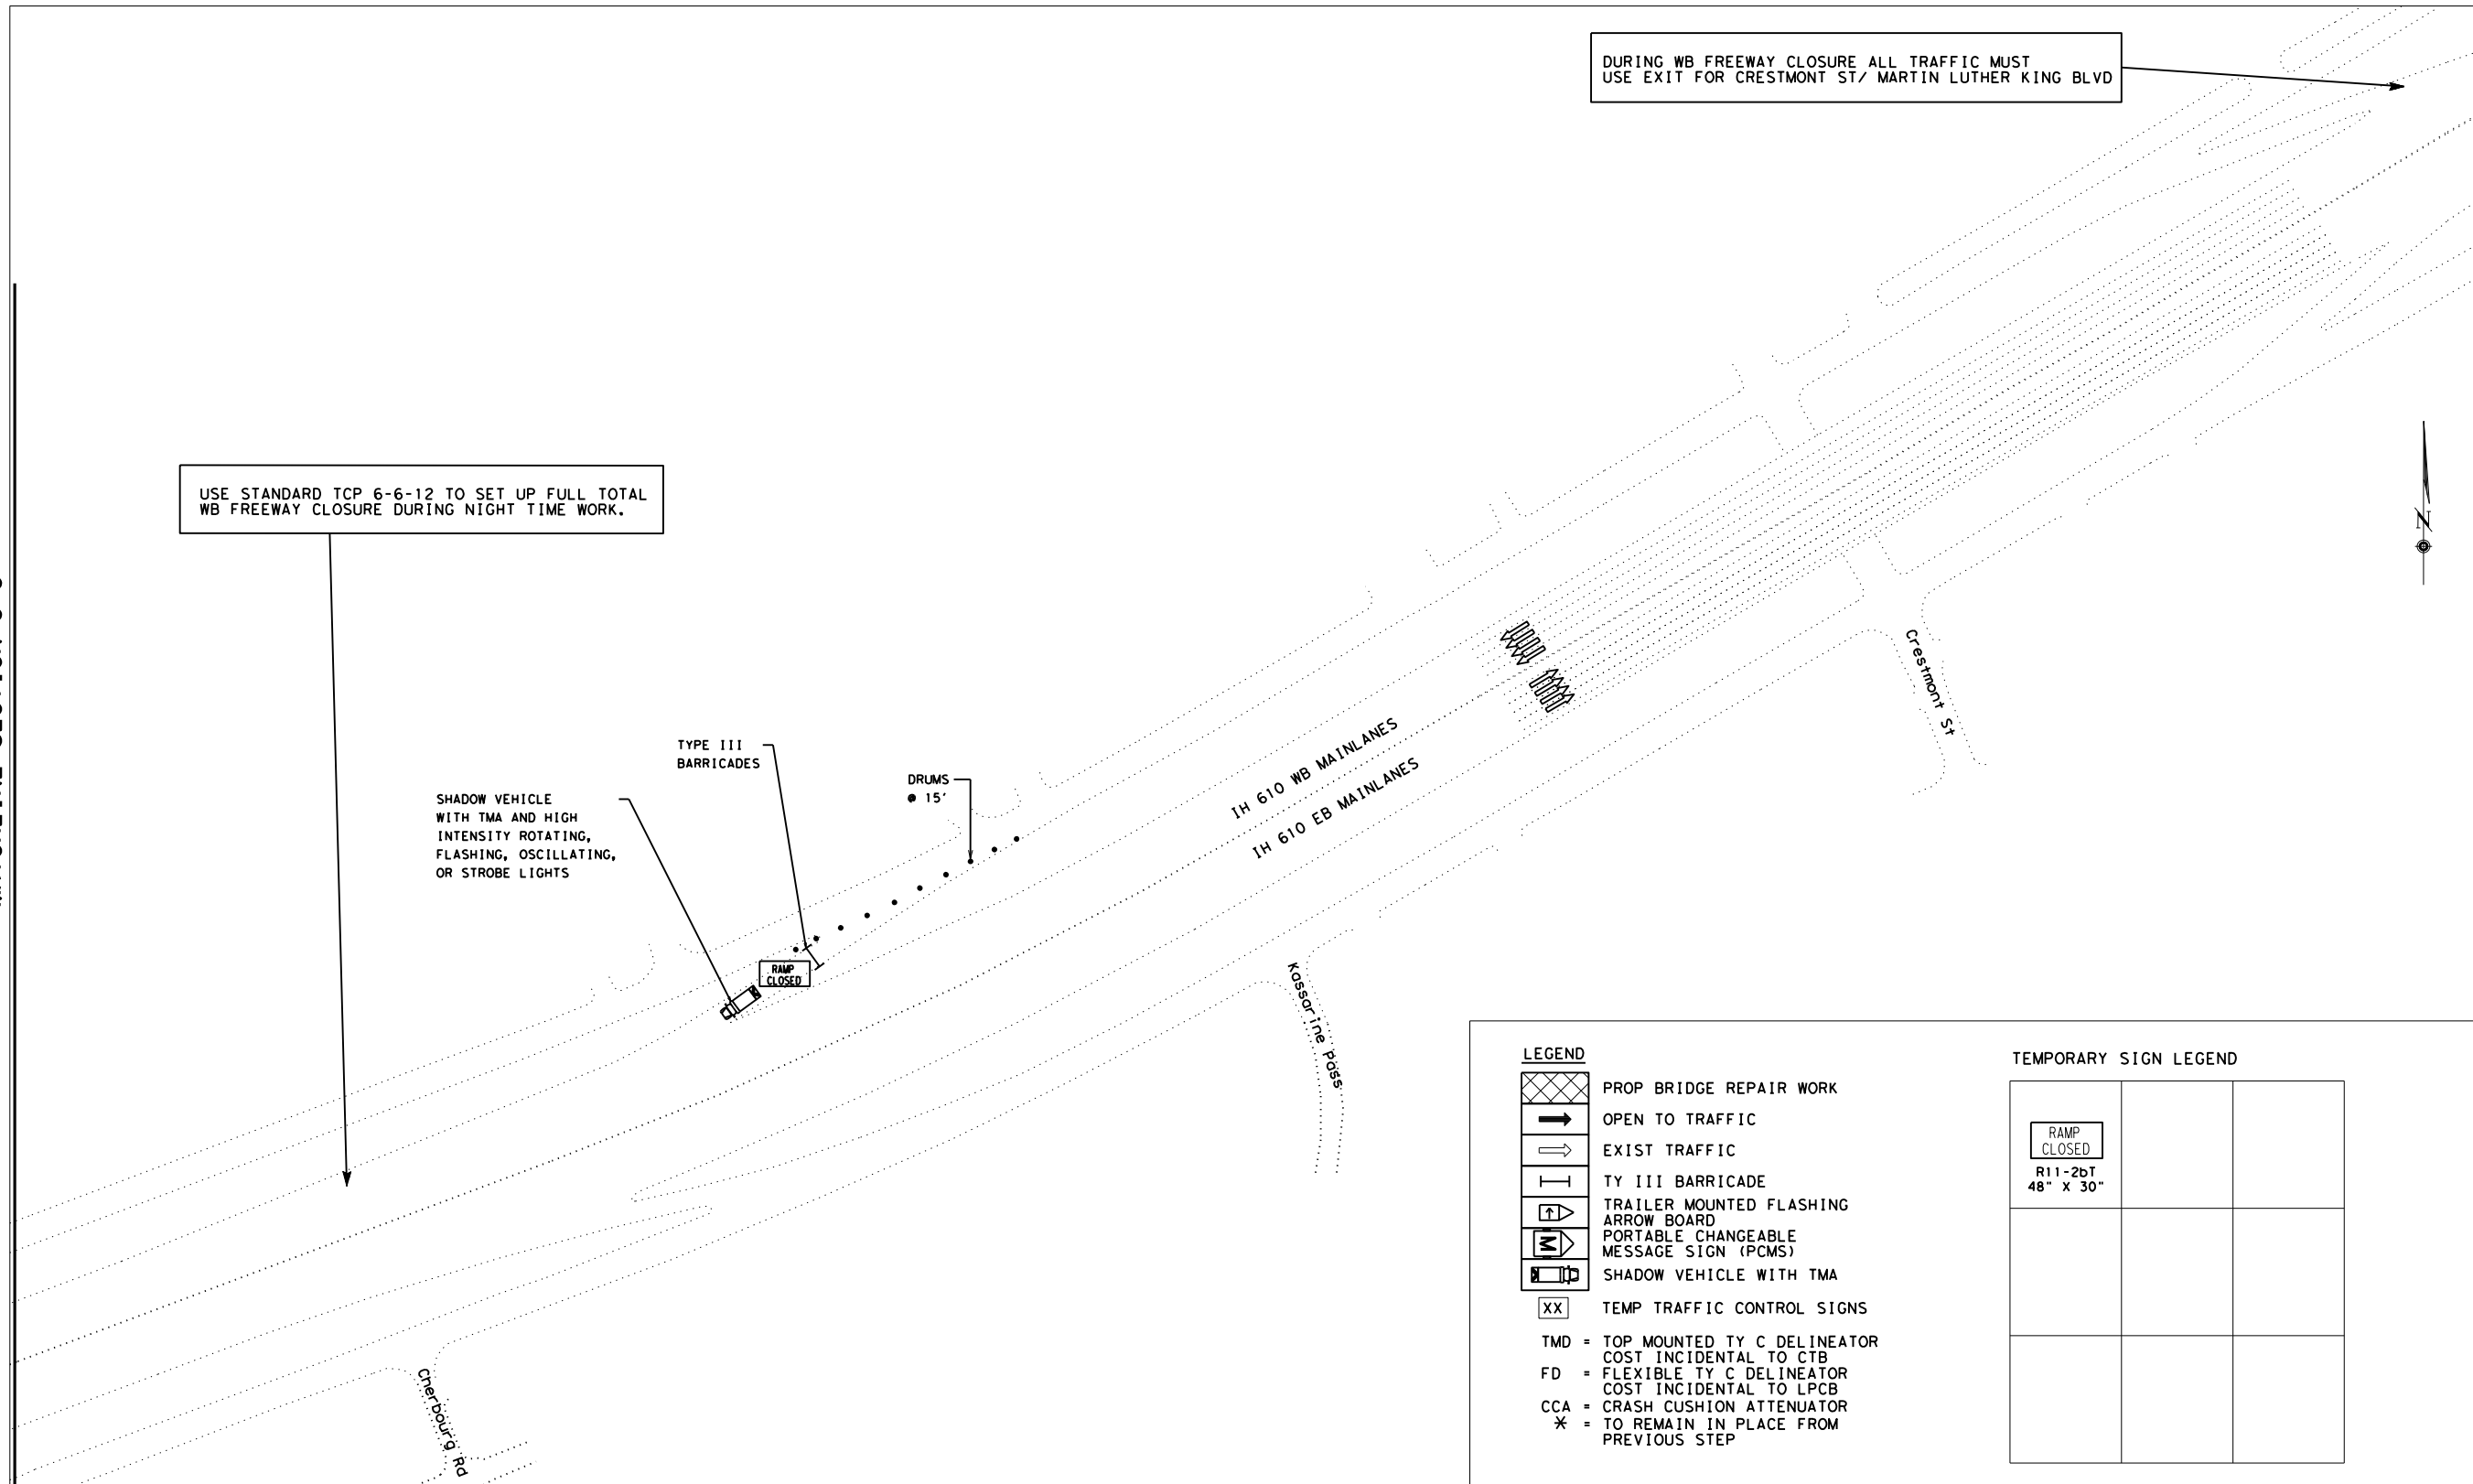 DURING WB FREEWAY CLOSURE ALL TRAFFIC MUST
USE EXIT FOR CRESTMONT ST/ MARTIN LUTHER KING BLVD
USE STANDARD TCP 6-6-12 TO SET UP FULL TOTAL
WB FREEWAY CLOSURE DURING NIGHT TIME WORK.
N
Crestmont St
TYPE III
BARRICADES
DRUMS
@ 15'
SHADOW VEHICLE
WITH TMA AND HIGH
INTENSITY ROTATING,
FLASHING, OSCILLATING,
OR STROBE LIGHTS
IH 610 WB MAINLANES
IH 610 EB MAINLANES
RAMP
CLOSED
Kassarine Pass
Cherbourg Rd
LEGEND
PROP BRIDGE REPAIR WORK
OPEN TO TRAFFIC
EXIST TRAFFIC
TY III BARRICADE
TRAILER MOUNTED FLASHING
ARROW BOARD
M
PORTABLE CHANGEABLE
MESSAGE SIGN (PCMS)
SHADOW VEHICLE WITH TMA
XX TEMP TRAFFIC CONTROL SIGNS
TMD = TOP MOUNTED TY C DELINEATOR
COST INCIDENTAL TO CTB
FD = FLEXIBLE TY C DELINEATOR
COST INCIDENTAL TO LPCB
CCA = CRASH CUSHION ATTENUATOR
* = TO REMAIN IN PLACE FROM
PREVIOUS STEP
TEMPORARY SIGN LEGEND
RAMP
CLOSED
R11-2bT
48" X 30"